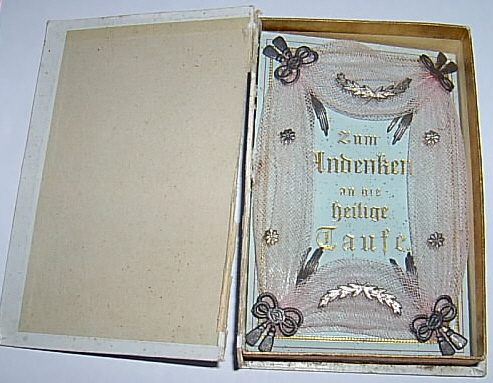 Zum
Andenken
an die
heilige
Taufe